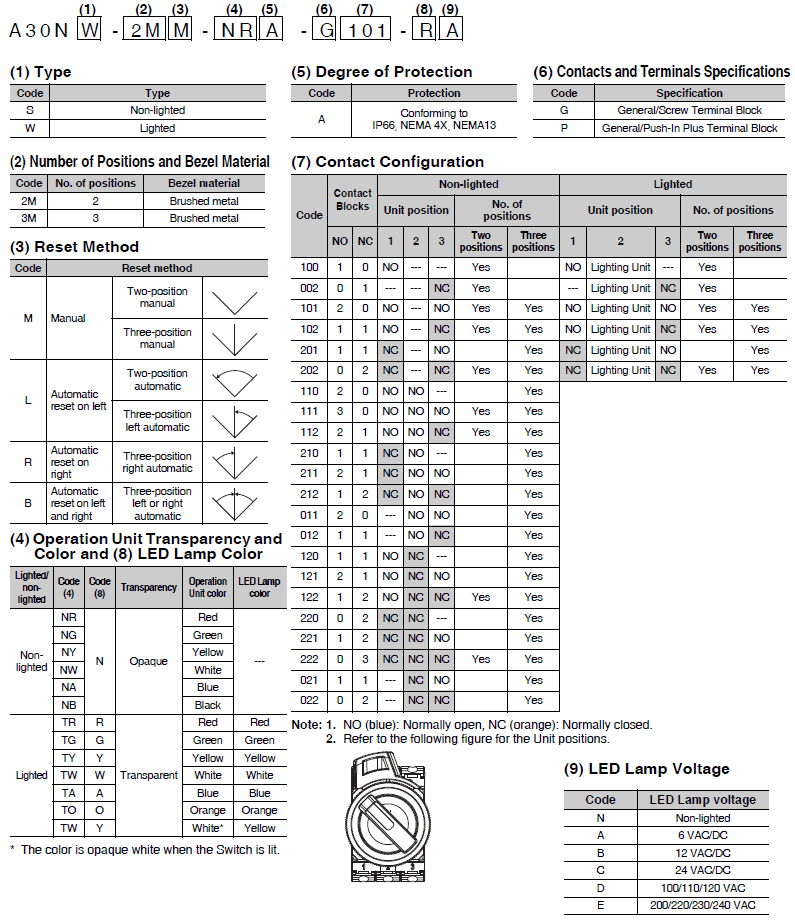 (1) (2) (3) (4) (5) (6) (7) (8) (9)
A30N W - 2M M - NR A - G 101 - R A
(1) Type
Code Type
S Non-lighted
W Lighted
(2) Number of Positions and Bezel Material
Code No. of positions Bezel material
2M 2 Brushed metal
3M 3 Brushed metal
(3) Reset Method
Code Reset method
M Manual
Two-position
manual
Three-position
manual
L Automatic
reset on left
Two-position
automatic
Three-position
left automatic
R Automatic
reset on
right
Three-position
right automatic
B Automatic
reset on left
and right
Three-position
left or right
automatic
(4) Operation Unit Transparency and
Color and (8) LED Lamp Color
Lighted/
non-
lighted
Code
(4)
Code
(8)
Transparency
Operation
Unit color
LED Lamp
color
Non-
lighted
N Opaque ---
NR Red
NG Green
NY Yellow
NW White
NA Blue
NB Black
Lighted Transparent
TR R Red Red
TG G Green Green
TY Y Yellow Yellow
TW W White White
TA A Blue Blue
TO O Orange Orange
TW Y White* Yellow
* The color is opaque white when the Switch is lit.
(5) Degree of Protection
Code Protection
A Conforming to
IP66, NEMA 4X, NEMA13
(6) Contacts and Terminals Specifications
Code Specification
G General/Screw Terminal Block
P General/Push-In Plus Terminal Block
(7) Contact Configuration
Code
Contact
Blocks
Non-lighted Lighted
Unit position
No. of
positions
Unit position No. of positions
NO NC 1 2 3
Two
positions
Three
positions
1 2 3
Two
positions
Three
positions
100 1 0 NO --- --- Yes NO Lighting Unit --- Yes
002 0 1 --- --- NC Yes --- Lighting Unit NC Yes
101 2 0 NO --- NO Yes Yes NO Lighting Unit NO Yes Yes
102 1 1 NO --- NC Yes Yes NO Lighting Unit NC Yes Yes
201 1 1 NC --- NO Yes NC Lighting Unit NO Yes
202 0 2 NC --- NC Yes Yes NC Lighting Unit NC Yes Yes
110 2 0 NO NO --- Yes
111 3 0 NO NO NO Yes Yes
112 2 1 NO NO NC Yes Yes
210 1 1 NC NO --- Yes
211 2 1 NC NO NO Yes
212 1 2 NC NO NC Yes
011 2 0 --- NO NO Yes
012 1 1 --- NO NC Yes
120 1 1 NO NC --- Yes
121 2 1 NO NC NO Yes
122 1 2 NO NC NC Yes Yes
220 0 2 NC NC --- Yes
221 1 2 NC NC NO Yes
222 0 3 NC NC NC Yes Yes
021 1 1 --- NC NO Yes
022 0 2 --- NC NC Yes
Note: 1. NO (blue): Normally open, NC (orange): Normally closed.
2. Refer to the following figure for the Unit positions.
1 2 3
(9) LED Lamp Voltage
Code LED Lamp voltage
N Non-lighted
A 6 VAC/DC
B 12 VAC/DC
C 24 VAC/DC
D 100/110/120 VAC
E 200/220/230/240 VAC